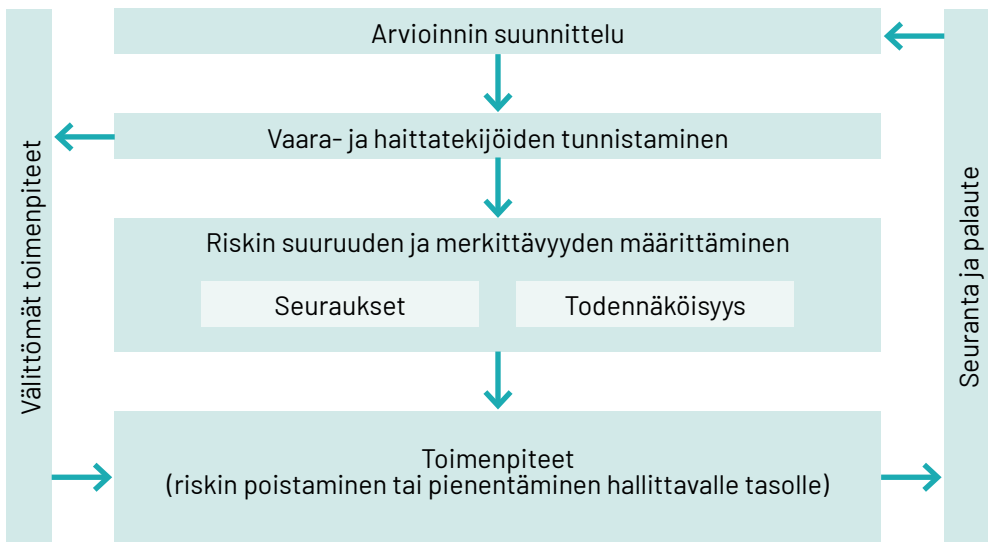 Arvioinnin suunnittelu
Vaara- ja haittatekijöiden tunnistaminen
Riskin suuruuden ja merkittävyyden määrittäminen
Seuraukset
Todennäköisyys
Toimenpiteet
(riskin poistaminen tai pienentäminen hallittavalle tasolle)
Välittömät toimenpiteet
Seuranta ja palaute